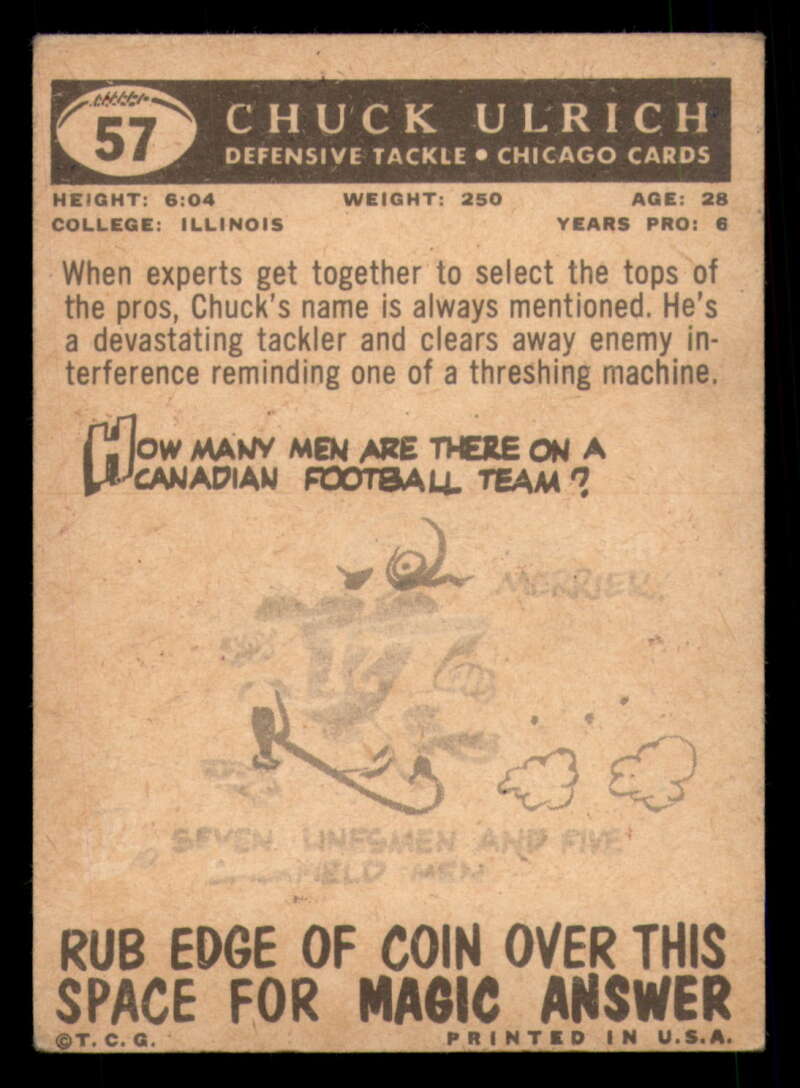 57
CHUCK ULRICH
DEFENSIVE TACKLE • CHICAGO CARDS
HEIGHT: 6:04 WEIGHT: 250 AGE: 28
COLLEGE: ILLINOIS YEARS PRO: 6
When experts get together to select the tops of
the pros, Chuck's name is always mentioned. He's
a devastating tackler and clears away enemy in-
terference reminding one of a threshing machine.
HOW MANY MEN ARE THERE ON A
CANADIAN FOOTBALL TEAM?
MERRIER.
SEVEN LINESMEN AND FIVE
MEN
RUB EDGE OF COIN OVER THIS
SPACE FOR MAGIC ANSWER
©T.C.G. PRINTED IN U.S.A.